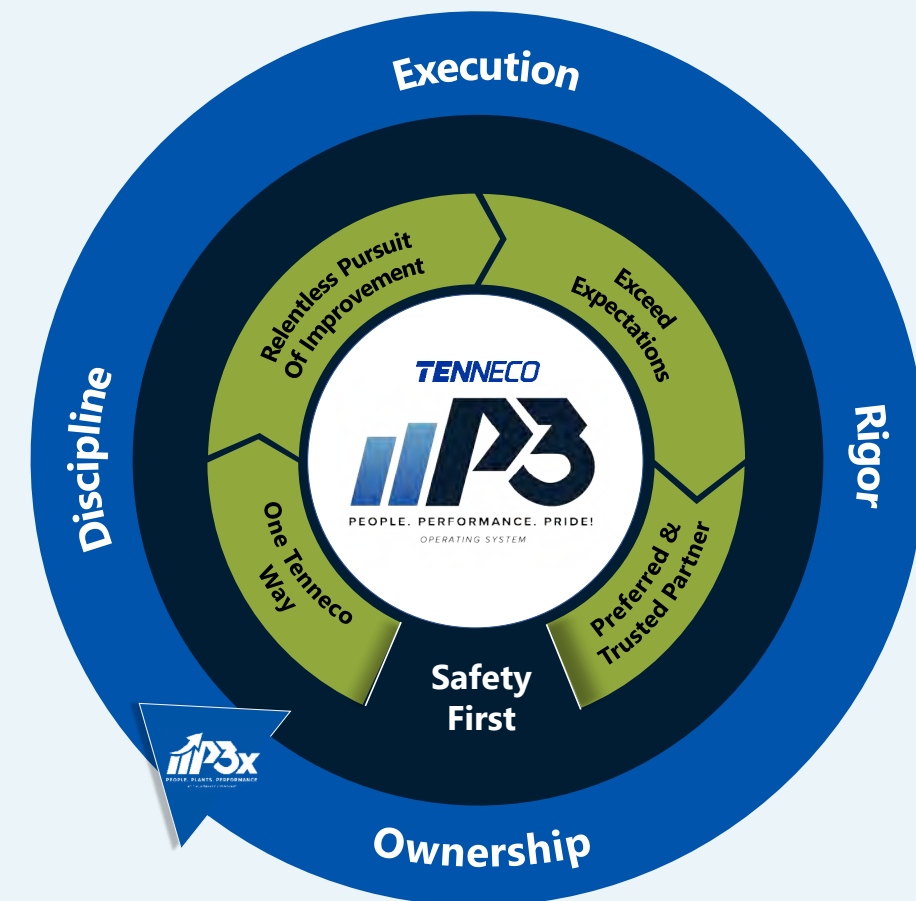 Execution
Relentless Pursuit
Of Improvement
Exceed
Expectations
TENNECO
P3
PEOPLE. PERFORMANCE. PRIDE!
OPERATING SYSTEM
Discipline
Rigor
One Tenneco
Way
Preferred &
Trusted Partner
Safety
First
P3x
PEOPLE. PLANTS. PERFORMANCE
Ownership